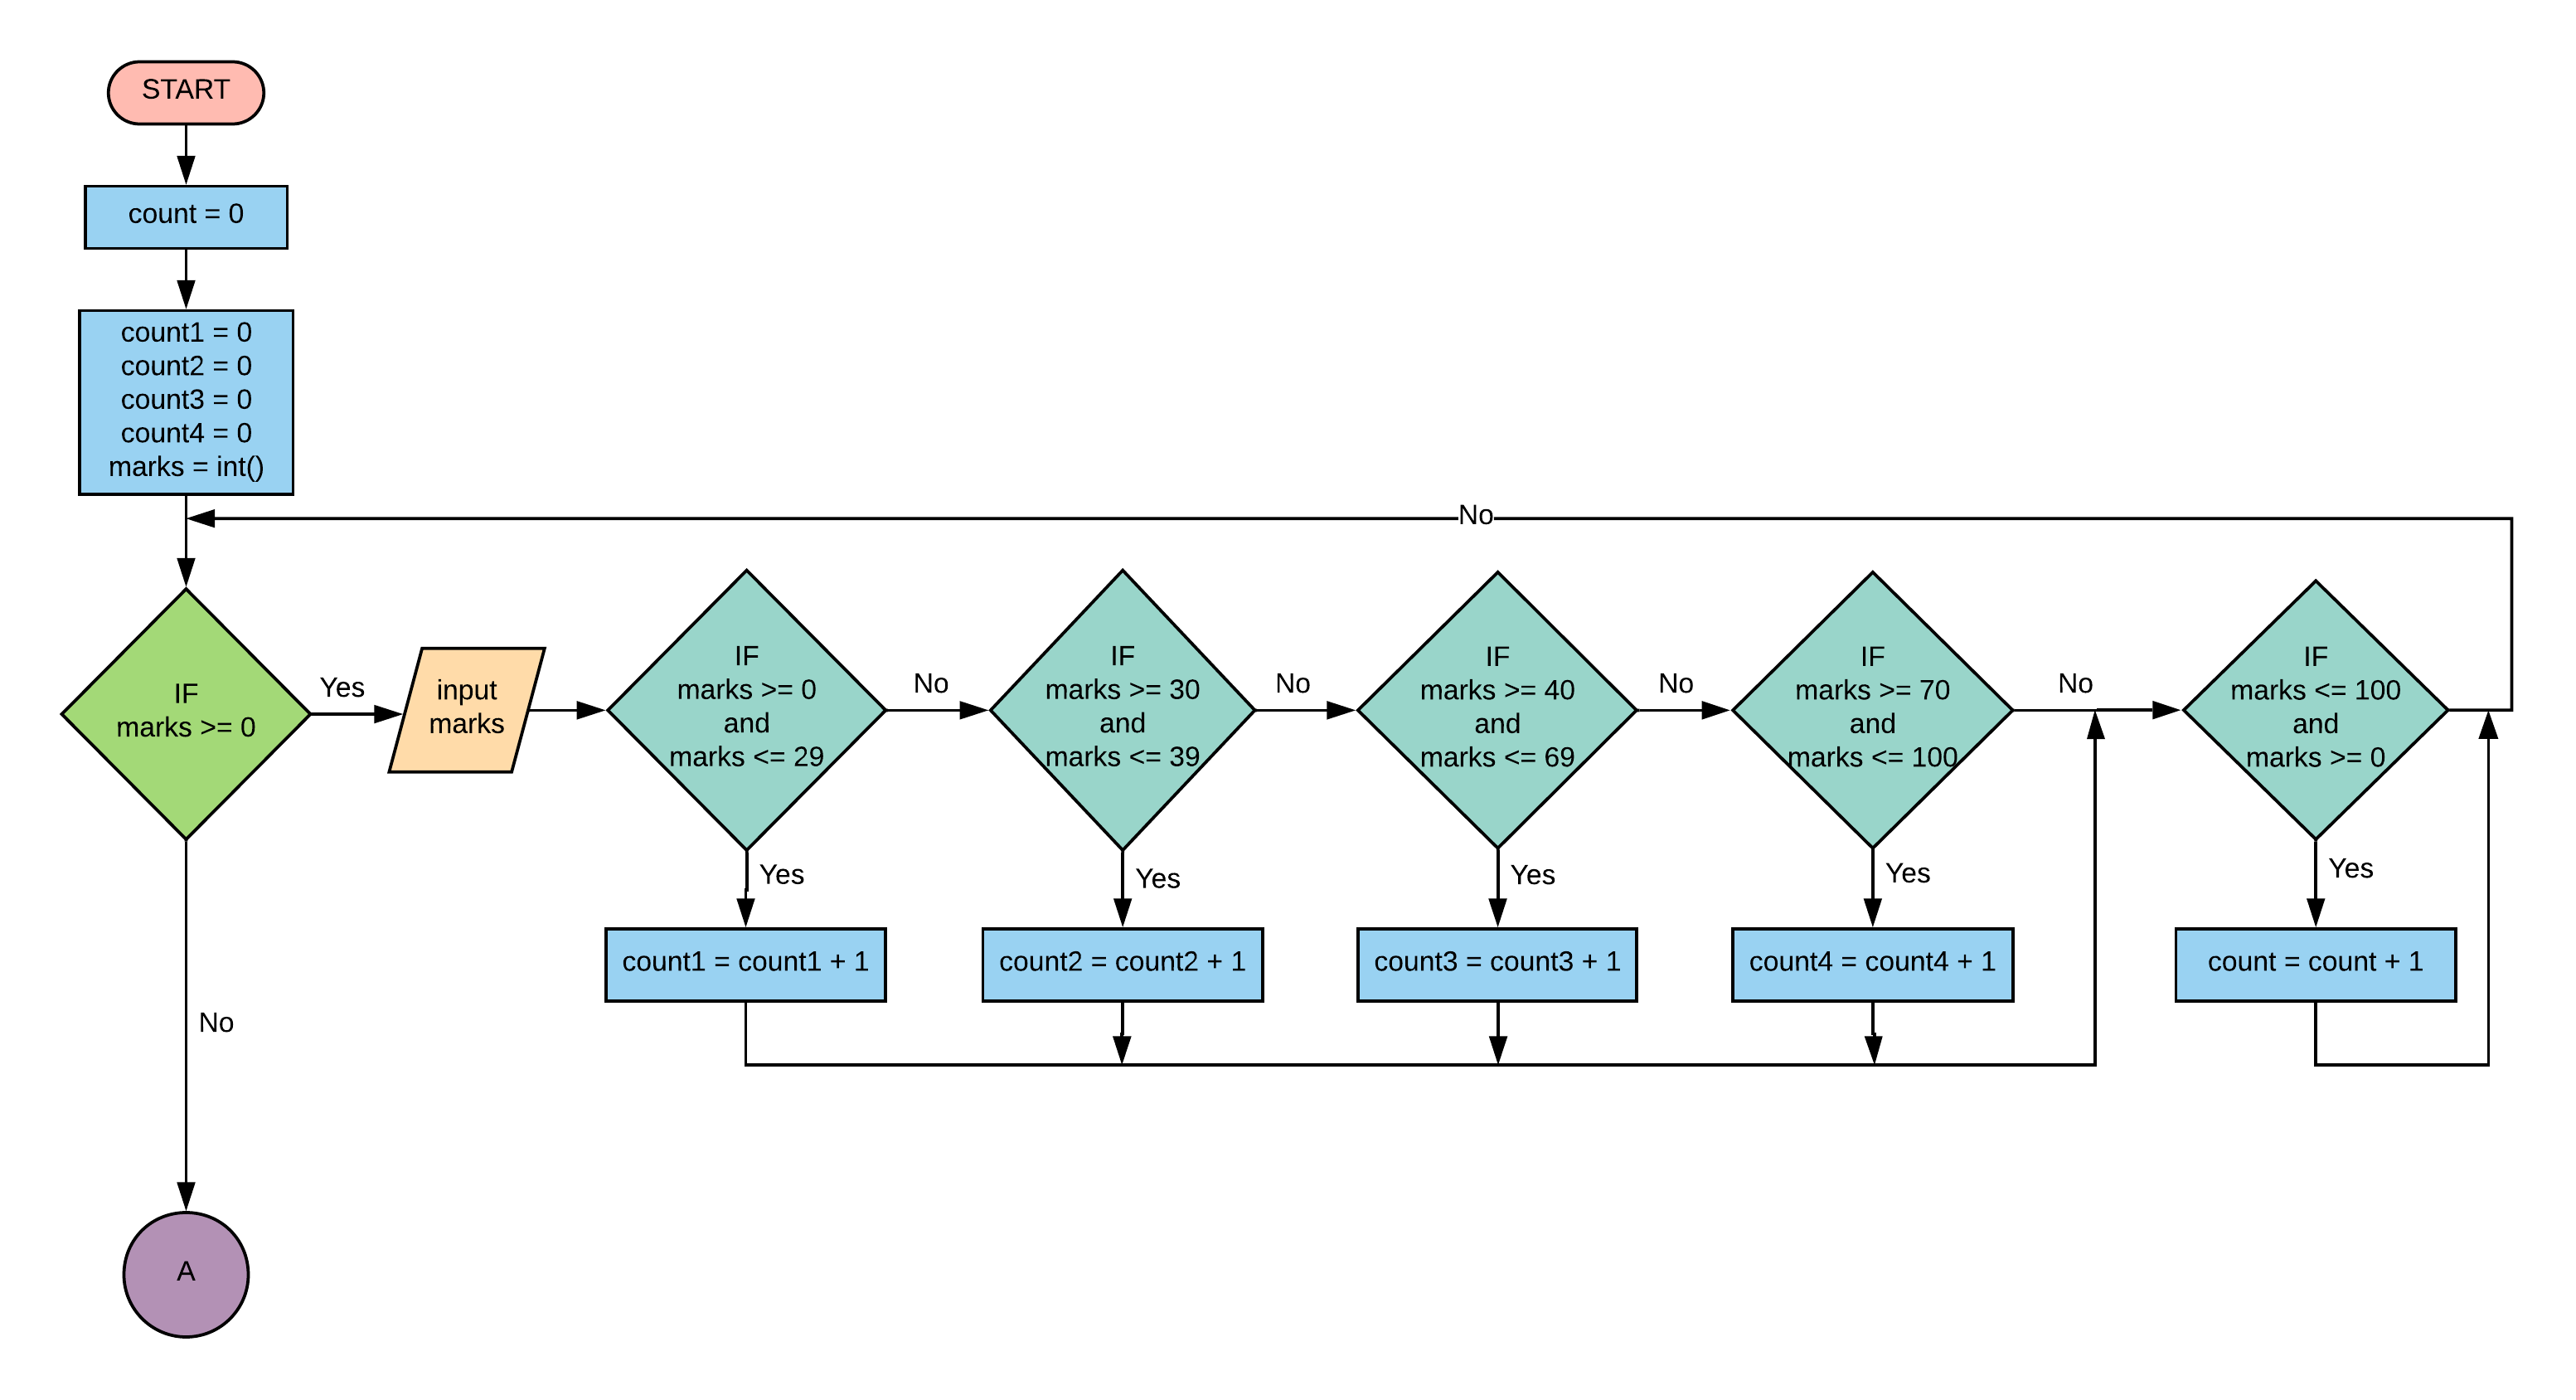 START
count = 0
count1 = 0
count2 = 0
count3 = 0
count4 = 0
marks = int()
No
IF
marks >= 0
Yes
input
marks
IF
marks >= 0
and
marks <= 29
No
IF
marks >= 30
and
marks <= 39
No
IF
marks >= 40
and
marks <= 69
No
IF
marks >= 70
and
marks <= 100
No
IF
marks <= 100
and
marks >= 0
Yes
Yes
Yes
Yes
Yes
count1 = count1 + 1
count2 = count2 + 1
count3 = count3 + 1
count4 = count4 + 1
count = count + 1
No
A